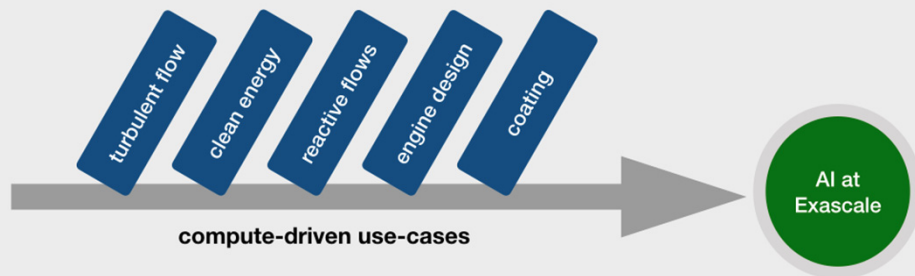 turbulent flow
clean energy
reactive flows
engine design
coating
compute-driven use-cases
AI at
Exascale